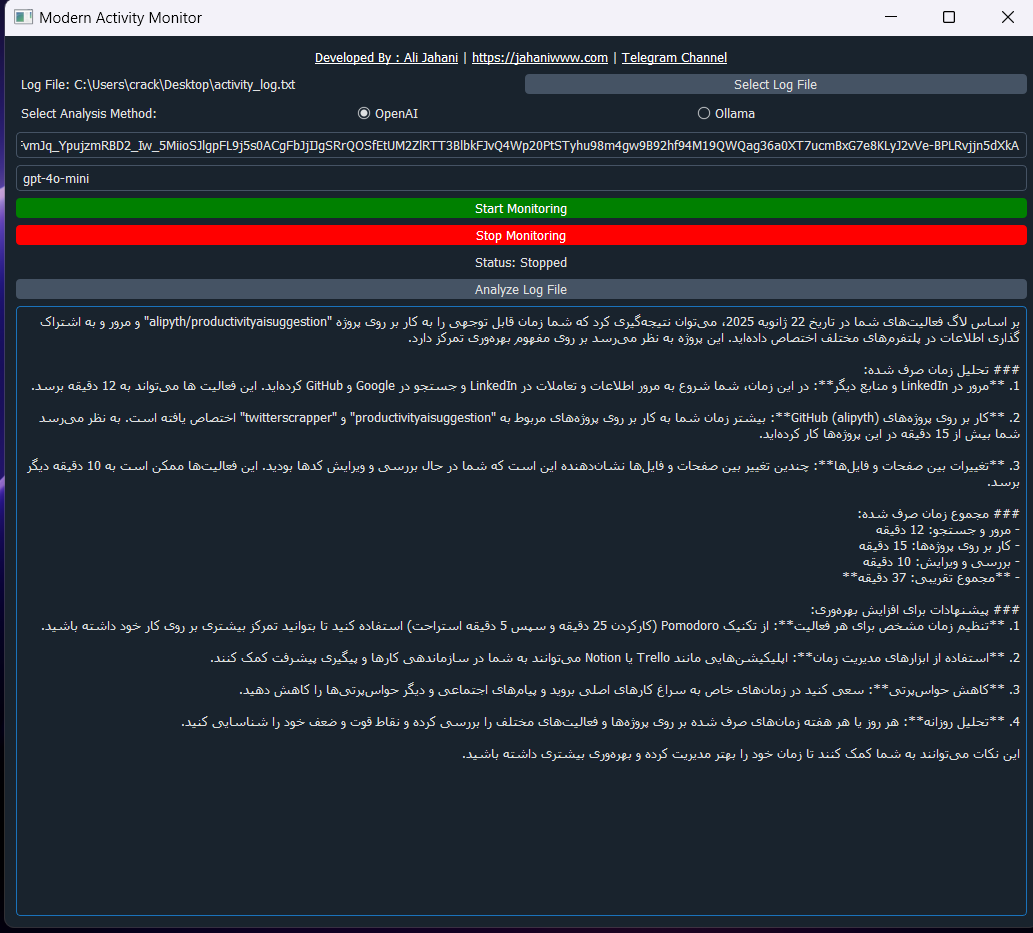 Modern Activity Monitor
Developed By : Ali Jahani | https://jahaniwww.com | Telegram Channel
Log File: C:\Users\crack\Desktop\activity_log.txt Select Log File
Select Analysis Method: OpenAI Ollama
gpt-4o-mini
Start Monitoring
Stop Monitoring
Status: Stopped
Analyze Log File
بر اساس لاگ فعالیت‌های شما در تاریخ 22 ژانویه 2025، می‌توان نتیجه‌گیری کرد که شما زمان قابل توجهی را به کار بر روی پروژه "alipyth/productivityaisuggestion" و مرور و به اشتراک
گذاری اطلاعات در پلتفرم‌های مختلف اختصاص داده‌اید. این پروژه به نظر می‌رسد بر روی مفهوم بهره‌وری تمرکز دارد.
### تحلیل زمان صرف شده:
1. **مرور در LinkedIn و منابع دیگر**: در این زمان، شما شروع به مرور اطلاعات و تعاملات در LinkedIn و جستجو در Google و GitHub کرده‌اید. این فعالیت ها می‌تواند به 12 دقیقه برسد.
2. **کار بر روی پروژه‌های GitHub (alipyth)**: بیشتر زمان شما به کار بر روی پروژه‌های مربوط به "productivityaisuggestion" و "twitterscrapper" اختصاص یافته است. به نظر می‌رسد
شما بیش از 15 دقیقه در این پروژه‌ها کار کرده‌اید.
3. **تغییرات بین صفحات و فایل‌ها**: چندین تغییر بین صفحات و فایل‌ها نشان‌دهنده این است که شما در حال بررسی و ویرایش کدها بودید. این فعالیت‌ها ممکن است به 10 دقیقه دیگر
برسد.
### مجموع زمان صرف شده:
- مرور و جستجو: 12 دقیقه
- کار بر روی پروژه‌ها: 15 دقیقه
- بررسی و ویرایش: 10 دقیقه
- **مجموع تقریبی: 37 دقیقه**
### پیشنهادات برای افزایش بهره‌وری:
1. **تنظیم زمان مشخص برای هر فعالیت**: از تکنیک Pomodoro (کارکردن 25 دقیقه و سپس 5 دقیقه استراحت) استفاده کنید تا بتوانید تمرکز بیشتری بر روی کار خود داشته باشید.
2. **استفاده از ابزارهای مدیریت زمان**: اپلیکیشن‌هایی مانند Trello یا Notion می‌توانند به شما در سازماندهی کارها و پیگیری پیشرفت کمک کنند.
3. **کاهش حواس‌پرتی**: سعی کنید در زمان‌های خاص به سراغ کارهای اصلی بروید و پیام‌های اجتماعی و دیگر حواس‌پرتی‌ها را کاهش دهید.
4. **تحلیل روزانه**: هر روز یا هر هفته زمان‌های صرف شده بر روی پروژه‌ها و فعالیت‌های مختلف را بررسی کرده و نقاط قوت و ضعف خود را شناسایی کنید.
این نکات می‌توانند به شما کمک کنند تا زمان خود را بهتر مدیریت کرده و بهره‌وری بیشتری داشته باشید.